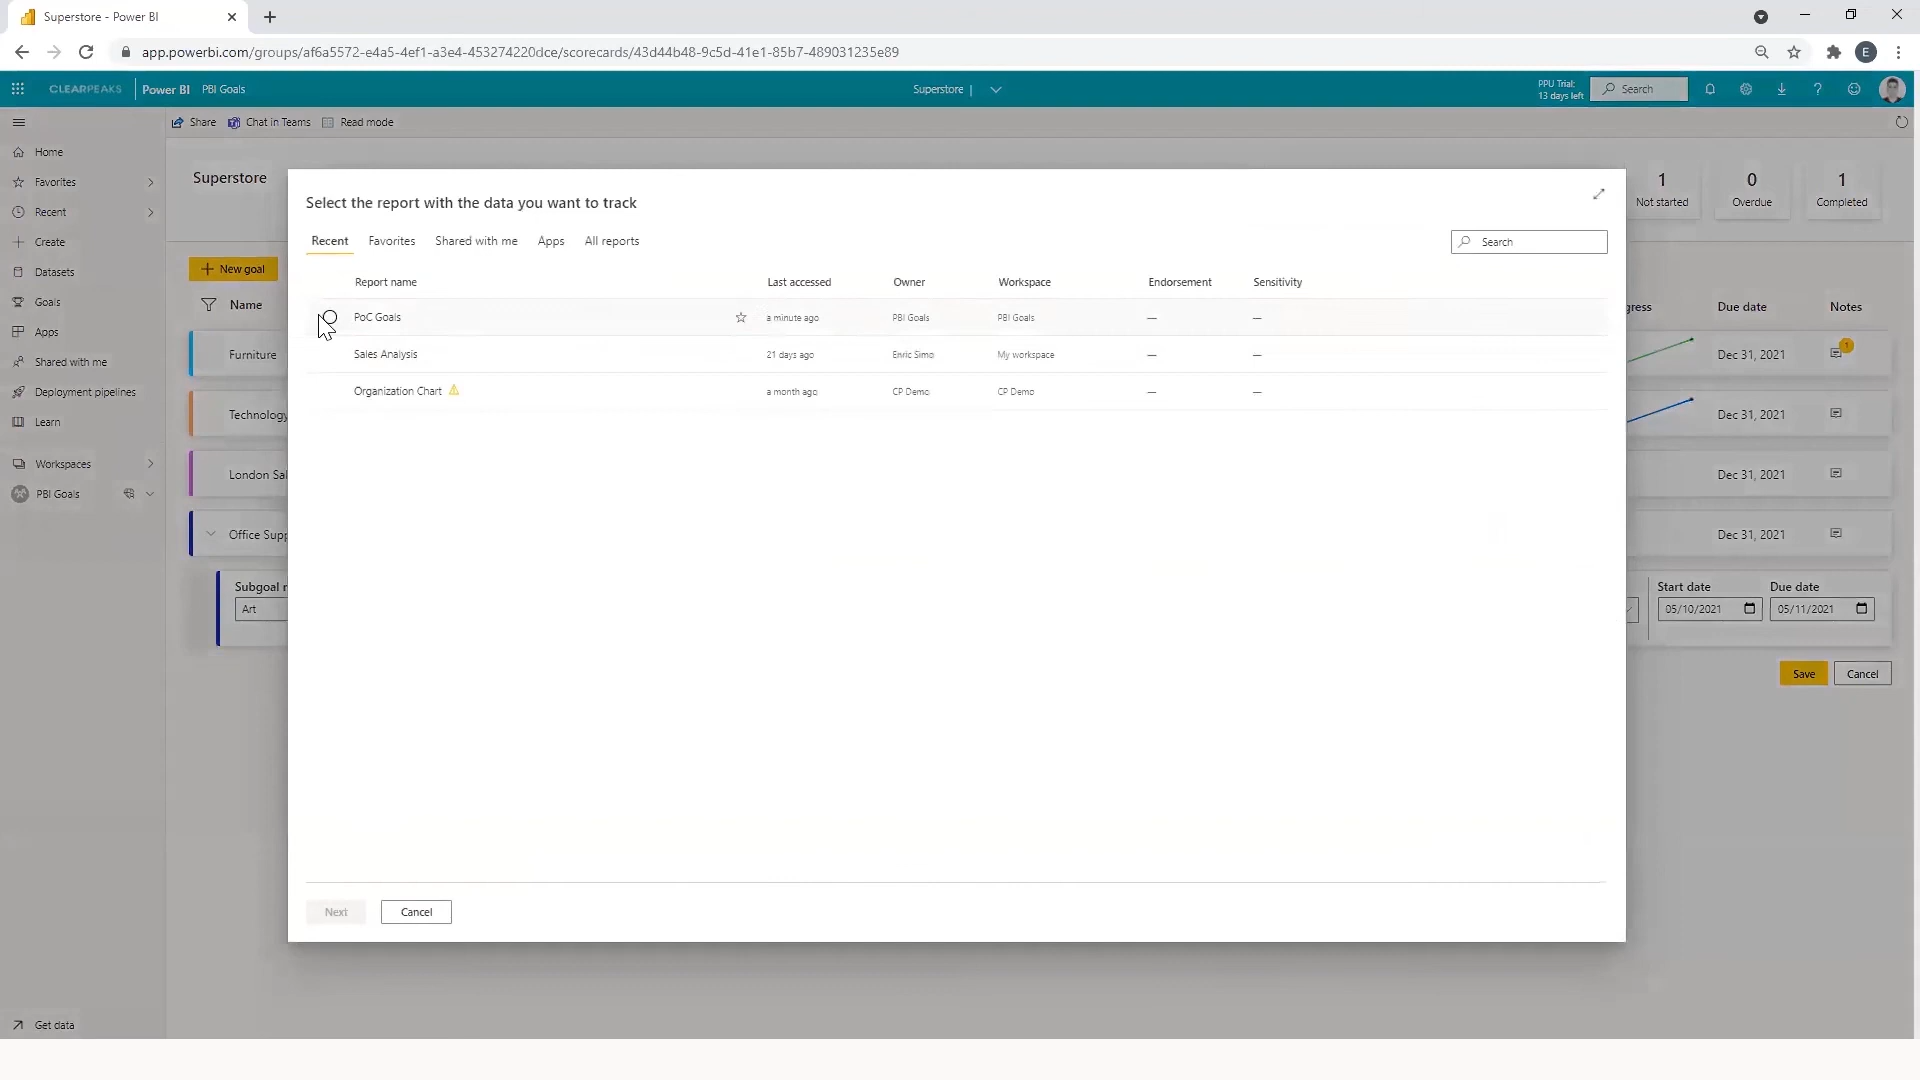 Superstore - Power BI
app.powerbi.com/groups/af6a5572-e4a5-4ef1-a3e4-453274220dce/scorecards/43d44b48-9c5d-41e1-85b7-489031235e89
E
CLEARPEAKS Power BI PBI Goals
Superstore |
PPU Trial:
13 days left
Search
Share Chat in Teams Read mode
Home
Favorites
Recent
Create
Datasets
Goals
Apps
Shared with me
Deployment pipelines
Learn
Workspaces
PBI Goals
Get data
Superstore
1 0 1
Not started Overdue Completed
New goal
Name
gress Due date Notes
Furniture Dec 31, 2021 1
Technology Dec 31, 2021
London Sal Dec 31, 2021
Office Supp Dec 31, 2021
Subgoal n Start date Due date
Art 05/10/2021 05/11/2021
Save Cancel
Select the report with the data you want to track
Recent Favorites Shared with me Apps All reports
Search
Report name Last accessed Owner Workspace Endorsement Sensitivity
PoC Goals a minute ago PBI Goals PBI Goals — —
Sales Analysis 21 days ago Enric Simo My workspace — —
Organization Chart a month ago CP Demo CP Demo — —
Next Cancel